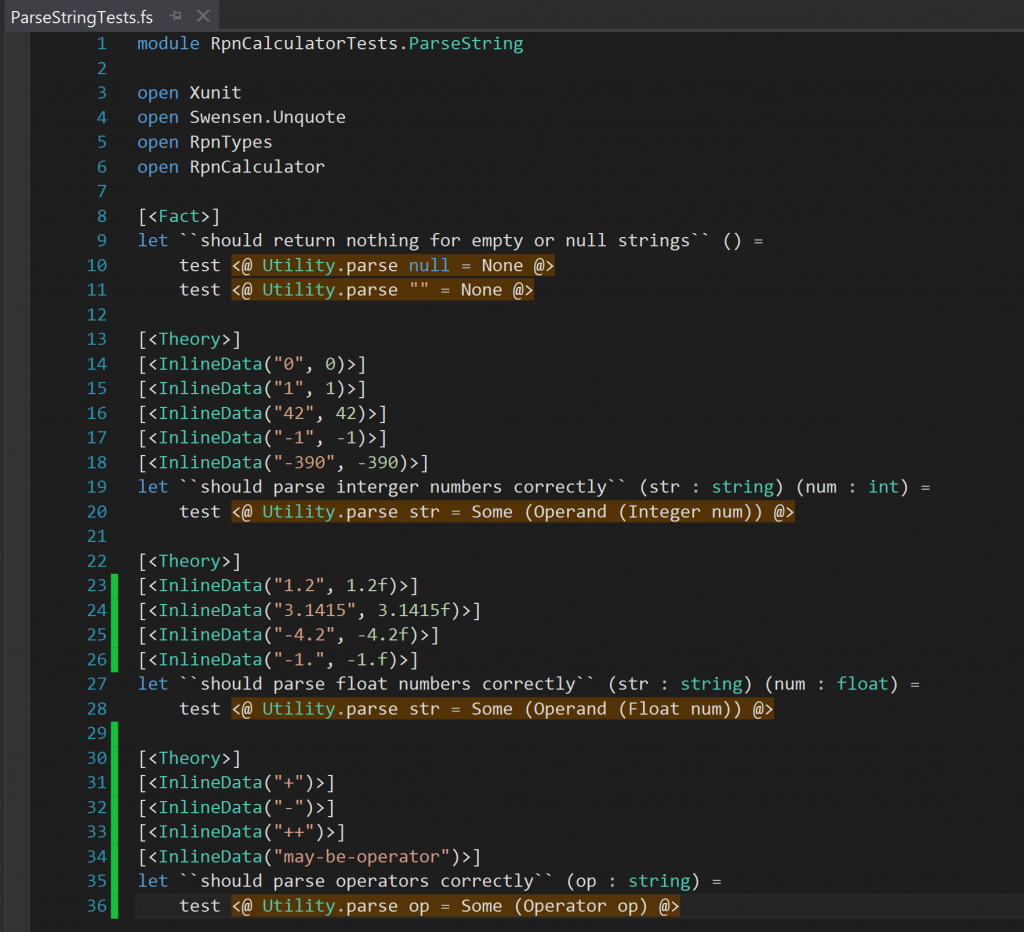 ParseStringTests.fs
1 module RpnCalculatorTests.ParseString
2
3 open Xunit
4 open Swensen.Unquote
5 open RpnTypes
6 open RpnCalculator
7
8 [<Fact>]
9 let ``should return nothing for empty or null strings`` () =
10     test <@ Utility.parse null = None @>
11     test <@ Utility.parse "" = None @>
12
13 [<Theory>]
14 [<InlineData("0", 0)>]
15 [<InlineData("1", 1)>]
16 [<InlineData("42", 42)>]
17 [<InlineData("-1", -1)>]
18 [<InlineData("-390", -390)>]
19 let ``should parse interger numbers correctly`` (str : string) (num : int) =
20     test <@ Utility.parse str = Some (Operand (Integer num)) @>
21
22 [<Theory>]
23 [<InlineData("1.2", 1.2f)>]
24 [<InlineData("3.1415", 3.1415f)>]
25 [<InlineData("-4.2", -4.2f)>]
26 [<InlineData("-1.", -1.f)>]
27 let ``should parse float numbers correctly`` (str : string) (num : float) =
28     test <@ Utility.parse str = Some (Operand (Float num)) @>
29
30 [<Theory>]
31 [<InlineData("+")>]
32 [<InlineData("-")>]
33 [<InlineData("++")>]
34 [<InlineData("may-be-operator")>]
35 let ``should parse operators correctly`` (op : string) =
36     test <@ Utility.parse op = Some (Operator op) @>